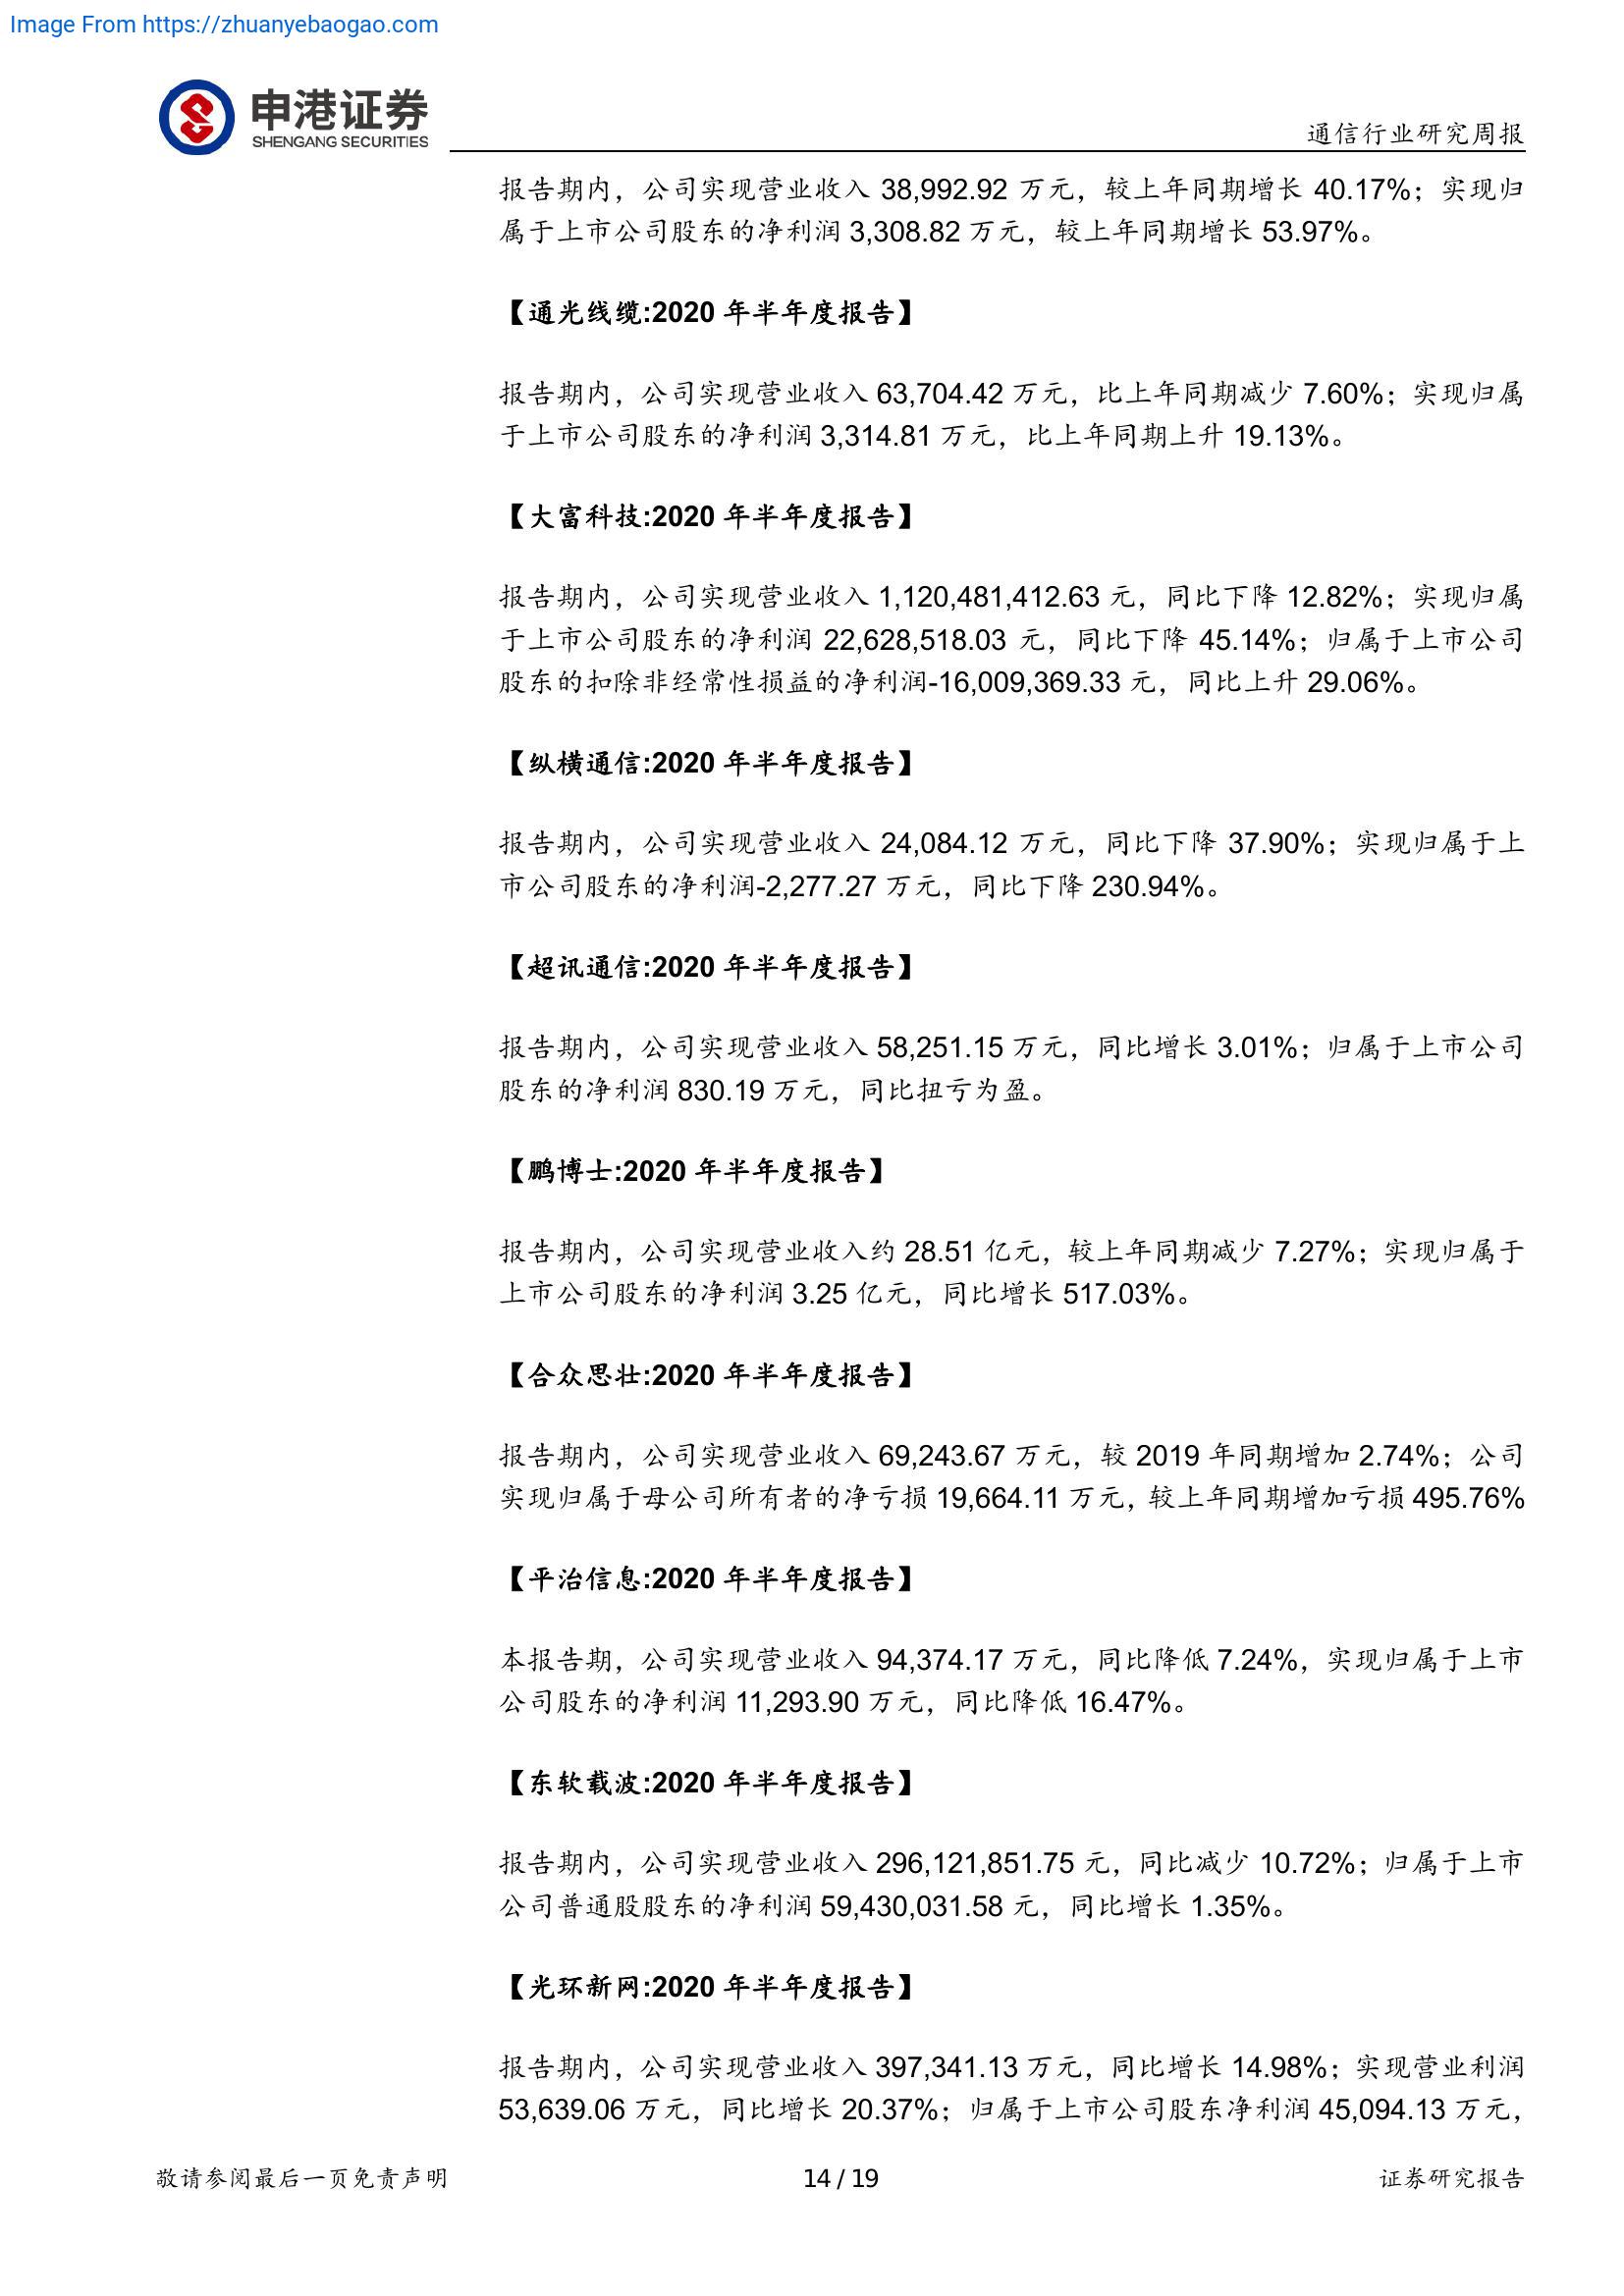 Image From https://zhuanyebaogao.com
申港证券
SHENGANG SECURITIES
通信行业研究周报
报告期内，公司实现营业收入 38,992.92 万元，较上年同期增长 40.17%；实现归
属于上市公司股东的净利润 3,308.82 万元，较上年同期增长 53.97%。
【通光线缆:2020 年半年度报告】
报告期内，公司实现营业收入 63,704.42 万元，比上年同期减少 7.60%；实现归属
于上市公司股东的净利润 3,314.81 万元，比上年同期上升 19.13%。
【大富科技:2020 年半年度报告】
报告期内，公司实现营业收入 1,120,481,412.63 元，同比下降 12.82%；实现归属
于上市公司股东的净利润 22,628,518.03 元，同比下降 45.14%；归属于上市公司
股东的扣除非经常性损益的净利润-16,009,369.33 元，同比上升 29.06%。
【纵横通信:2020 年半年度报告】
报告期内，公司实现营业收入 24,084.12 万元，同比下降 37.90%；实现归属于上
市公司股东的净利润-2,277.27 万元，同比下降 230.94%。
【超讯通信:2020 年半年度报告】
报告期内，公司实现营业收入 58,251.15 万元，同比增长 3.01%；归属于上市公司
股东的净利润 830.19 万元，同比扭亏为盈。
【鹏博士:2020 年半年度报告】
报告期内，公司实现营业收入约 28.51 亿元，较上年同期减少 7.27%；实现归属于
上市公司股东的净利润 3.25 亿元，同比增长 517.03%。
【合众思壮:2020 年半年度报告】
报告期内，公司实现营业收入 69,243.67 万元，较 2019 年同期增加 2.74%；公司
实现归属于母公司所有者的净亏损 19,664.11 万元，较上年同期增加亏损 495.76%
【平治信息:2020 年半年度报告】
本报告期，公司实现营业收入 94,374.17 万元，同比降低 7.24%，实现归属于上市
公司股东的净利润 11,293.90 万元，同比降低 16.47%。
【东软载波:2020 年半年度报告】
报告期内，公司实现营业收入 296,121,851.75 元，同比减少 10.72%；归属于上市
公司普通股股东的净利润 59,430,031.58 元，同比增长 1.35%。
【光环新网:2020 年半年度报告】
报告期内，公司实现营业收入 397,341.13 万元，同比增长 14.98%；实现营业利润
53,639.06 万元，同比增长 20.37%；归属于上市公司股东净利润 45,094.13 万元，
敬请参阅最后一页免责声明
14 / 19
证券研究报告